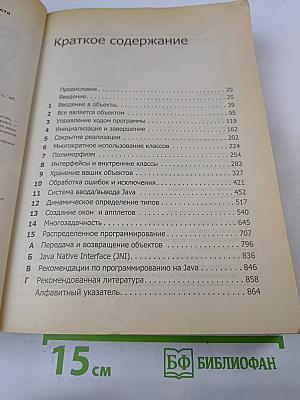 Краткое содержание
Предисловие 20
Введение 25
1 Введение в объекты 39
2 Все является объектом 95
3 Управление ходом программы 119
4 Инициализация и завершение 162
5 Сокрытие реализации 202
6 Многократное использование классов 224
7 Полиморфизм 254
8 Интерфейсы и внутренние классы 283
9 Хранение ваших объектов 327
10 Обработка ошибок и исключения 421
11 Система ввода/вывода Java 452
12 Динамическое определение типов 517
13 Создание окон и апплетов 540
14 Многозадачность 645
15 Распределенное программирование 707
А Передача и возвращение объектов 796
Б Java Native Interface (JNI) 836
В Рекомендации по программированию на Java 846
Г Рекомендованная литература 858
Алфавитный указатель 864
15 см
БФ БИБЛИОФАН